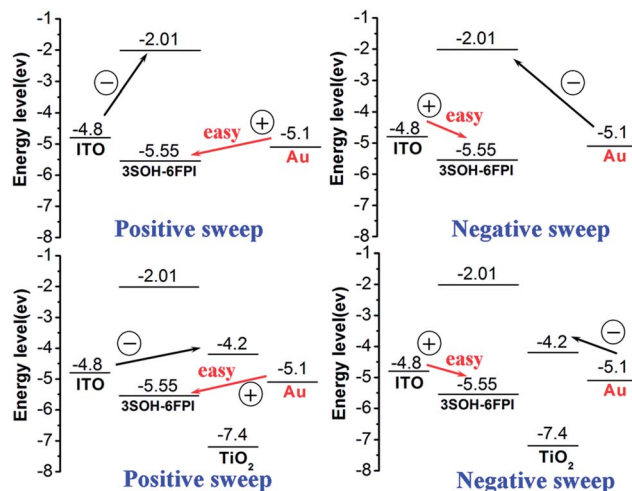 Energy level(ev)
-1
-2
-3
-4
-5
-6
-7
-8
-2.01
−
-4.8
ITO
-5.55
3SOH-6FPI
easy
+
-5.1
Au
Positive sweep
Energy level(ev)
-1
-2
-3
-4
-5
-6
-7
-8
-2.01
−
+
-4.8
ITO
easy
-5.55
3SOH-6FPI
-5.1
Au
Negative sweep
Energy level(ev)
-1
-2
-3
-4
-5
-6
-7
-8
-2.01
−
-4.2
-4.8
ITO
-5.55
3SOH-6FPI
easy
+
-5.1
Au
-7.4
TiO2
Positive sweep
Energy level(ev)
-1
-2
-3
-4
-5
-6
-7
-8
-2.01
+
-4.2
−
-4.8
ITO
easy
-5.55
3SOH-6FPI
-5.1
Au
-7.4
TiO2
Negative sweep